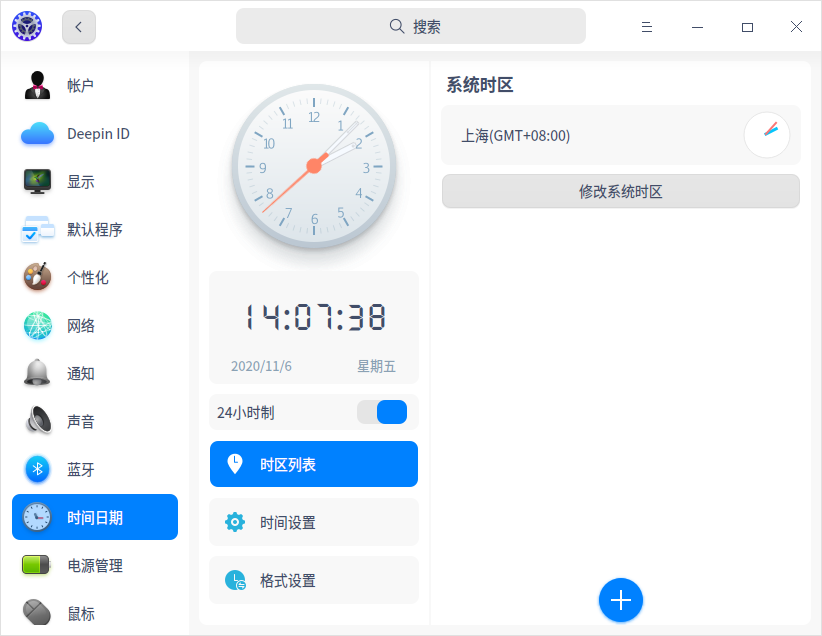 搜索
帐户
Deepin ID
显示
默认程序
个性化
网络
通知
声音
蓝牙
时间日期
电源管理
鼠标
12
1
2
3
4
5
6
7
8
9
10
11
14:07:38
2020/11/6 星期五
24小时制
时区列表
时间设置
格式设置
系统时区
上海(GMT+08:00)
修改系统时区